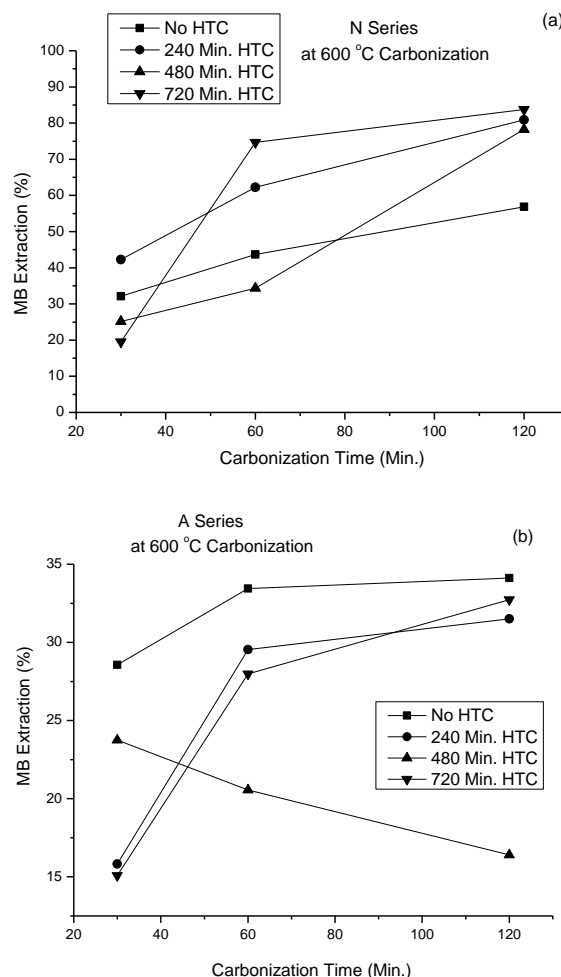 (a)
N Series
at 600 °C Carbonization
No HTC
240 Min. HTC
480 Min. HTC
720 Min. HTC
100
90
80
70
60
50
40
30
20
10
0
MB Extraction (%)
20 40 60 80 100 120
Carbonization Time (Min.)
A Series
at 600 °C Carbonization
(b)
35
30
25
20
15
MB Extraction (%)
No HTC
240 Min. HTC
480 Min. HTC
720 Min. HTC
20 40 60 80 100 120
Carbonization Time (Min.)